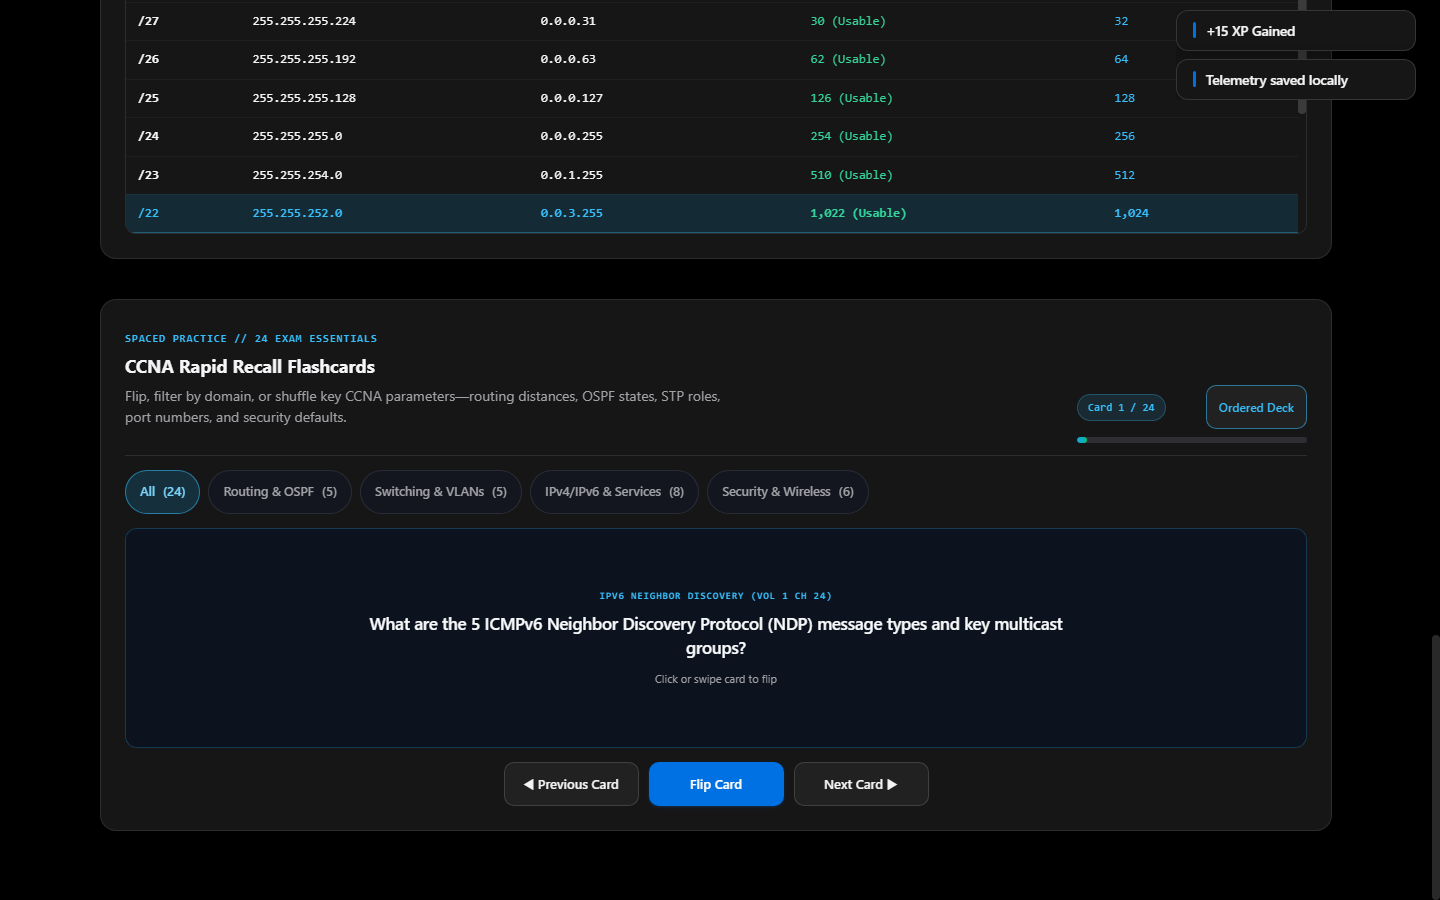 /27 255.255.255.224 0.0.0.31 30 (Usable) 32
+15 XP Gained
/26 255.255.255.192 0.0.0.63 62 (Usable) 64
Telemetry saved locally
/25 255.255.255.128 0.0.0.127 126 (Usable) 128
/24 255.255.255.0 0.0.0.255 254 (Usable) 256
/23 255.255.254.0 0.0.1.255 510 (Usable) 512
/22 255.255.252.0 0.0.3.255 1,022 (Usable) 1,024
SPACED PRACTICE // 24 EXAM ESSENTIALS
CCNA Rapid Recall Flashcards
Flip, filter by domain, or shuffle key CCNA parameters—routing distances, OSPF states, STP roles,
port numbers, and security defaults.
Card 1 / 24 Ordered Deck
All (24) Routing & OSPF (5) Switching & VLANs (5) IPv4/IPv6 & Services (8) Security & Wireless (6)
IPV6 NEIGHBOR DISCOVERY (VOL 1 CH 24)
What are the 5 ICMPv6 Neighbor Discovery Protocol (NDP) message types and key multicast
groups?
Click or swipe card to flip
◀ Previous Card Flip Card Next Card ▶